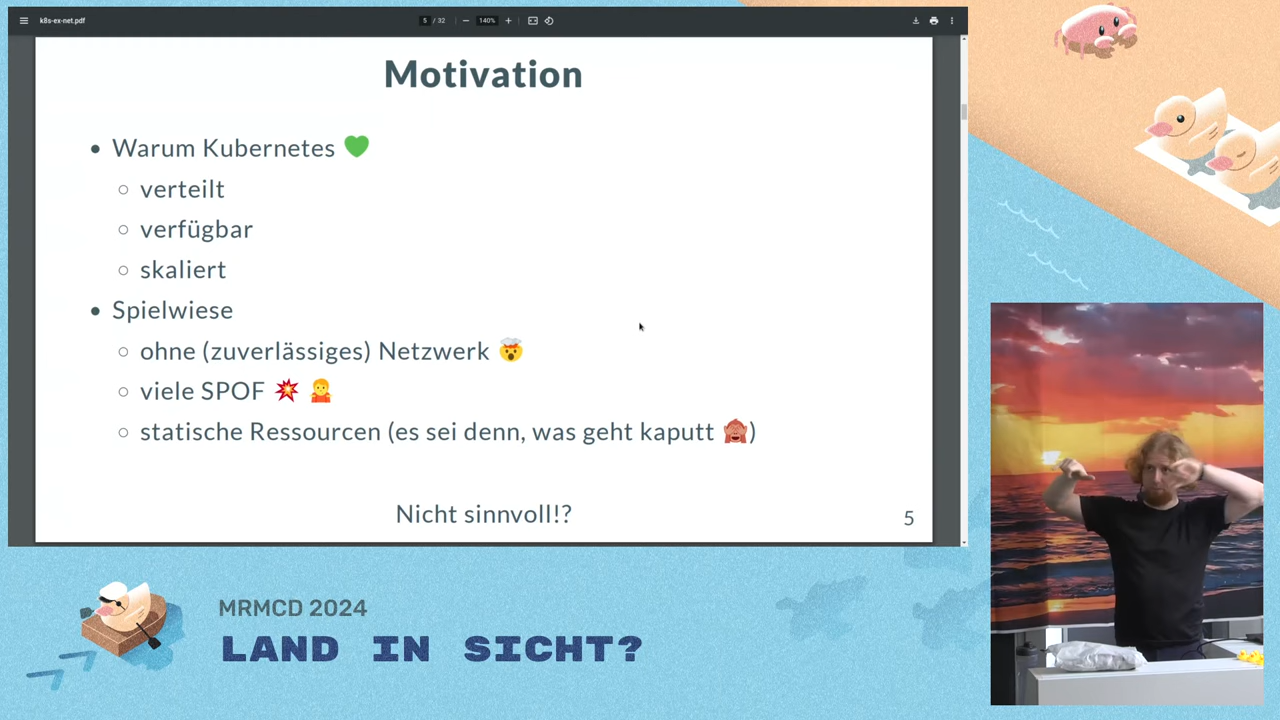 k8s-ex-net.pdf
5 / 32
140%
Motivation
Warum Kubernetes
verteilt
verfügbar
skaliert
Spielwiese
ohne (zuverlässiges) Netzwerk
viele SPOF
statische Ressourcen (es sei denn, was geht kaputt )
Nicht sinnvoll!?
5
MRMCD 2024
LAND IN SICHT?